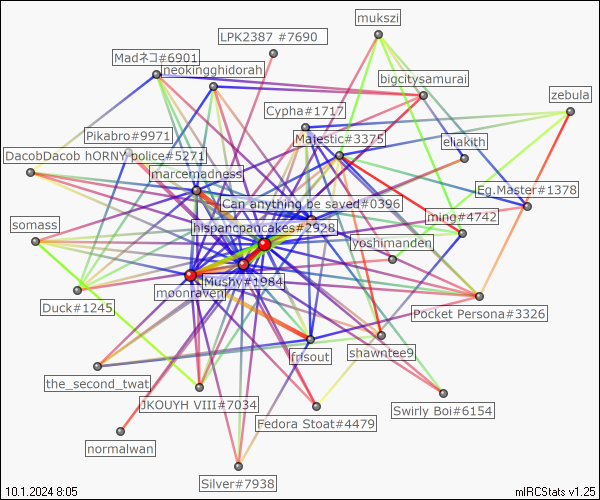 mukszi
LPK2387 #7690
Madネコ#6901
neokingghidorah
bigcitysamurai
zebula
Cypha#1717
Pikabro#9971
Majestic#3375
eliakith
DacobDacob hORNY police#5271
marcemadness
Eg.Master#1378
Can anything be saved#0396
ming#4742
somass
hispancpancakes#2928
yoshimanden
Mushy#1984
moonraven
Duck#1245
Pocket Persona#3326
frisout
shawntee9
the_second_twat
JKOUYH VIII#7034
Swirly Boi#6154
Fedora Stoat#4479
normalwan
Silver#7938
10.1.2024 8:05
mIRCStats v1.25